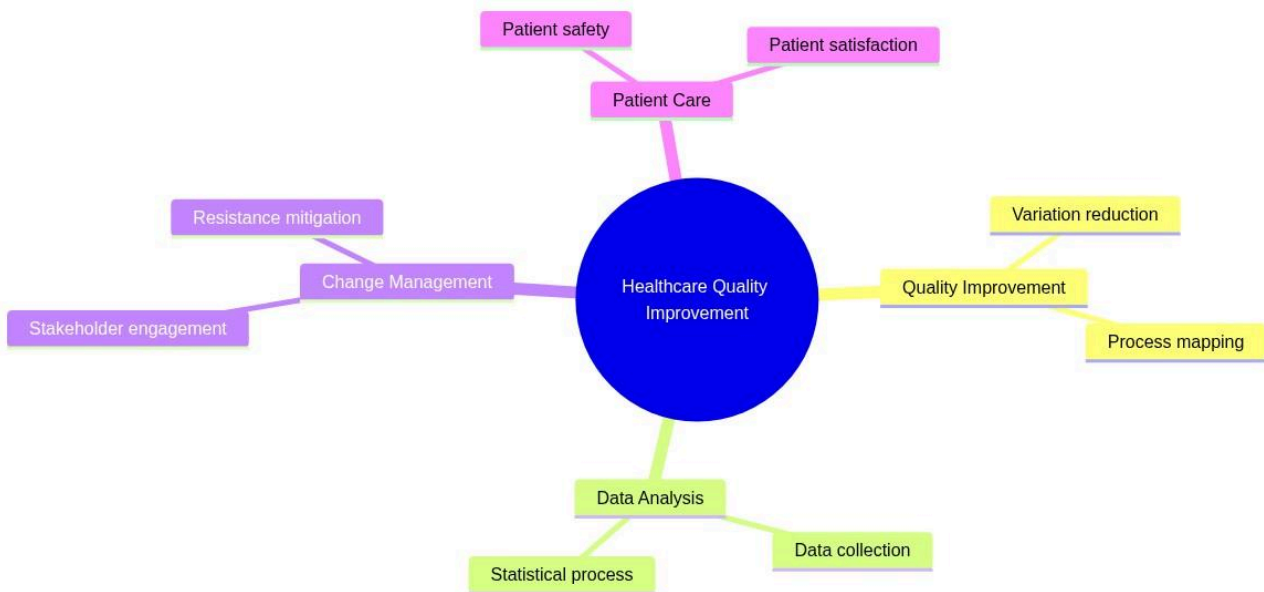 Patient safety
Patient satisfaction
Patient Care
Resistance mitigation
Variation reduction
Change Management
Healthcare Quality
Improvement
Quality Improvement
Stakeholder engagement
Process mapping
Data Analysis
Data collection
Statistical process